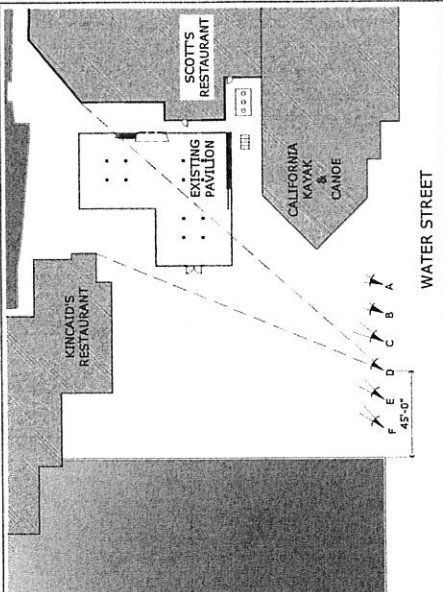 SCOTT'S
RESTAURANT
EXISTING
PAVILION
KINCAID'S
RESTAURANT
CALIFORNIA
KAYAK
&
CANOE
A
B
C
D
E
F
45'-0"
WATER STREET